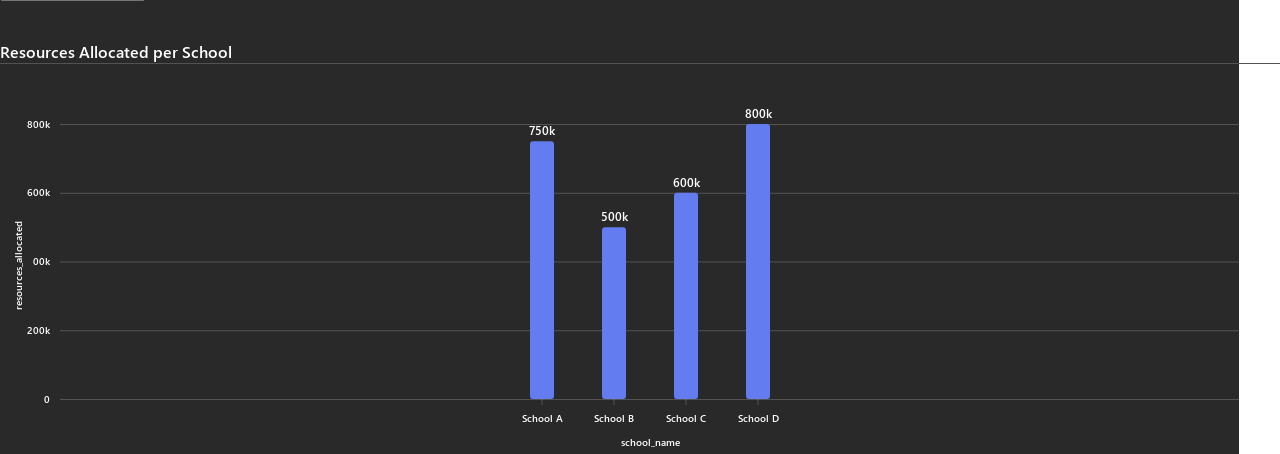 Resources Allocated per School
750k
500k
600k
800k
800k
600k
00k
200k
0
resources_allocated
School A
School B
School C
School D
school_name